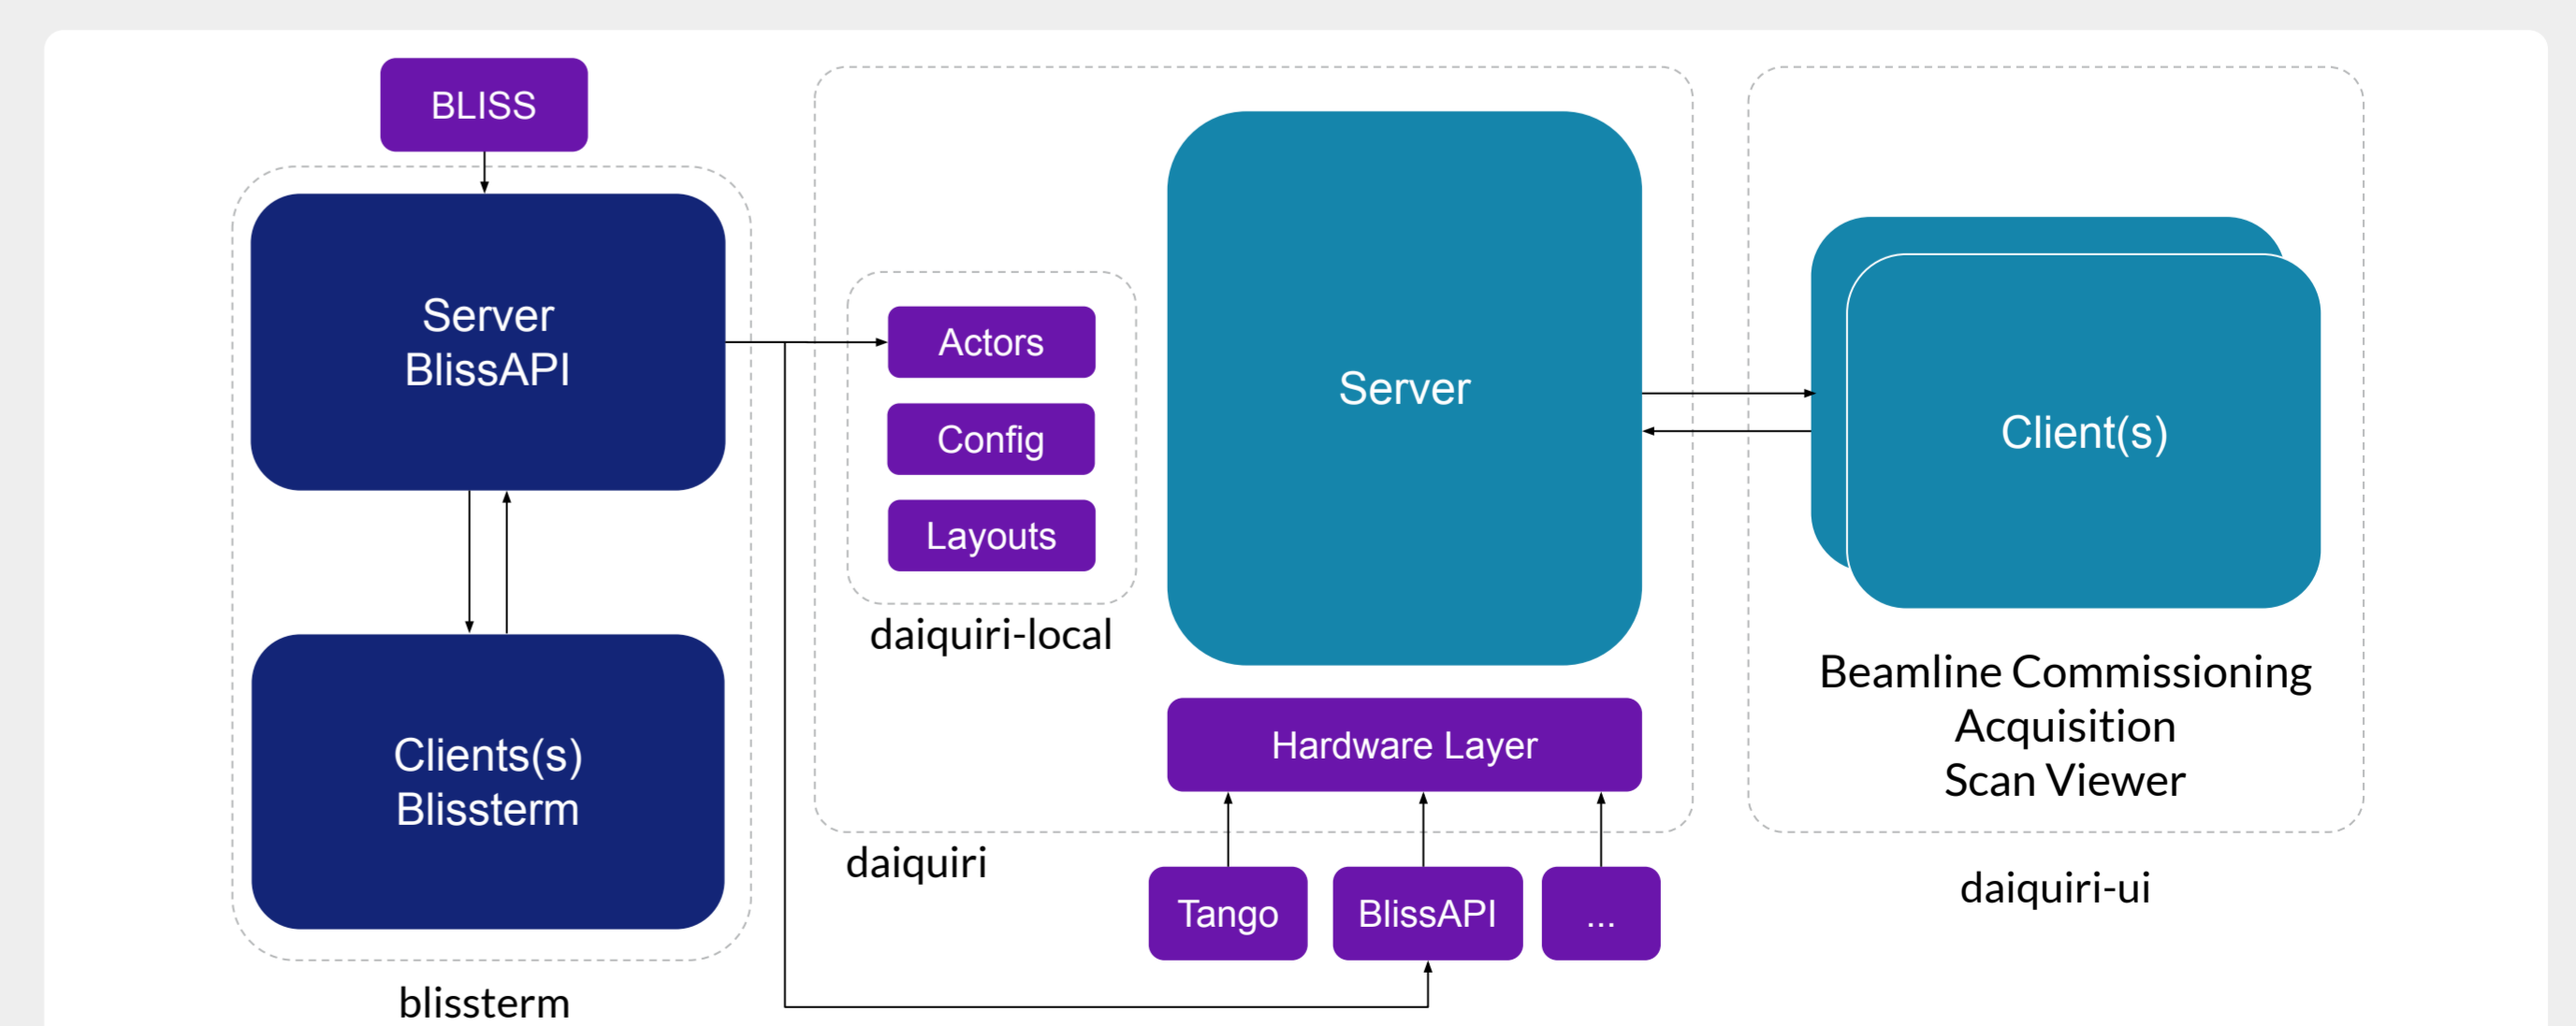 BLISS
Server
BlissAPI
Clients(s)
Blissterm
blissterm
Actors
Config
Layouts
daiquiri-local
Server
Hardware Layer
daiquiri
Tango
BlissAPI
...
Client(s)
Beamline Commissioning
Acquisition
Scan Viewer
daiquiri-ui